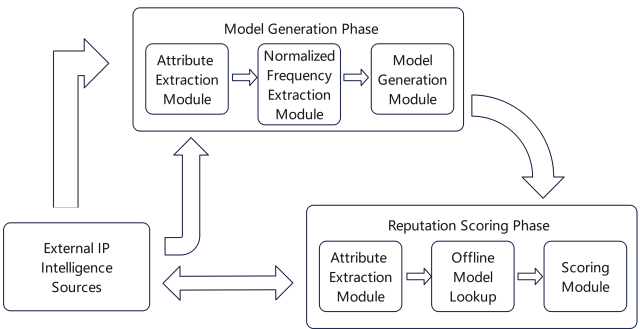 Model Generation Phase
Attribute
Extraction
Module
Normalized
Frequency
Extraction
Module
Model
Generation
Module
External IP
Intelligence
Sources
Reputation Scoring Phase
Attribute
Extraction
Module
Offline
Model
Lookup
Scoring
Module